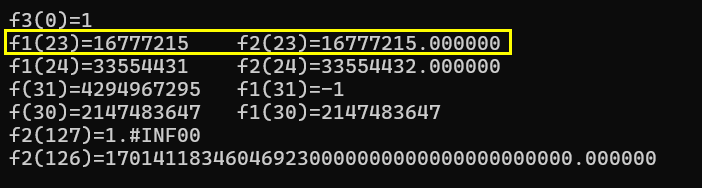 f3(0)=1
f1(23)=16777215    f2(23)=16777215.000000
f1(24)=33554431    f2(24)=33554432.000000
f(31)=4294967295   f1(31)=-1
f(30)=2147483647   f1(30)=2147483647
f2(127)=1.#INF00
f2(126)=170141183460469230000000000000000000000.000000